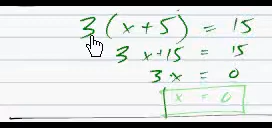 3(x+5) = 15
3x+15 = 15
3x = 0
x = 0